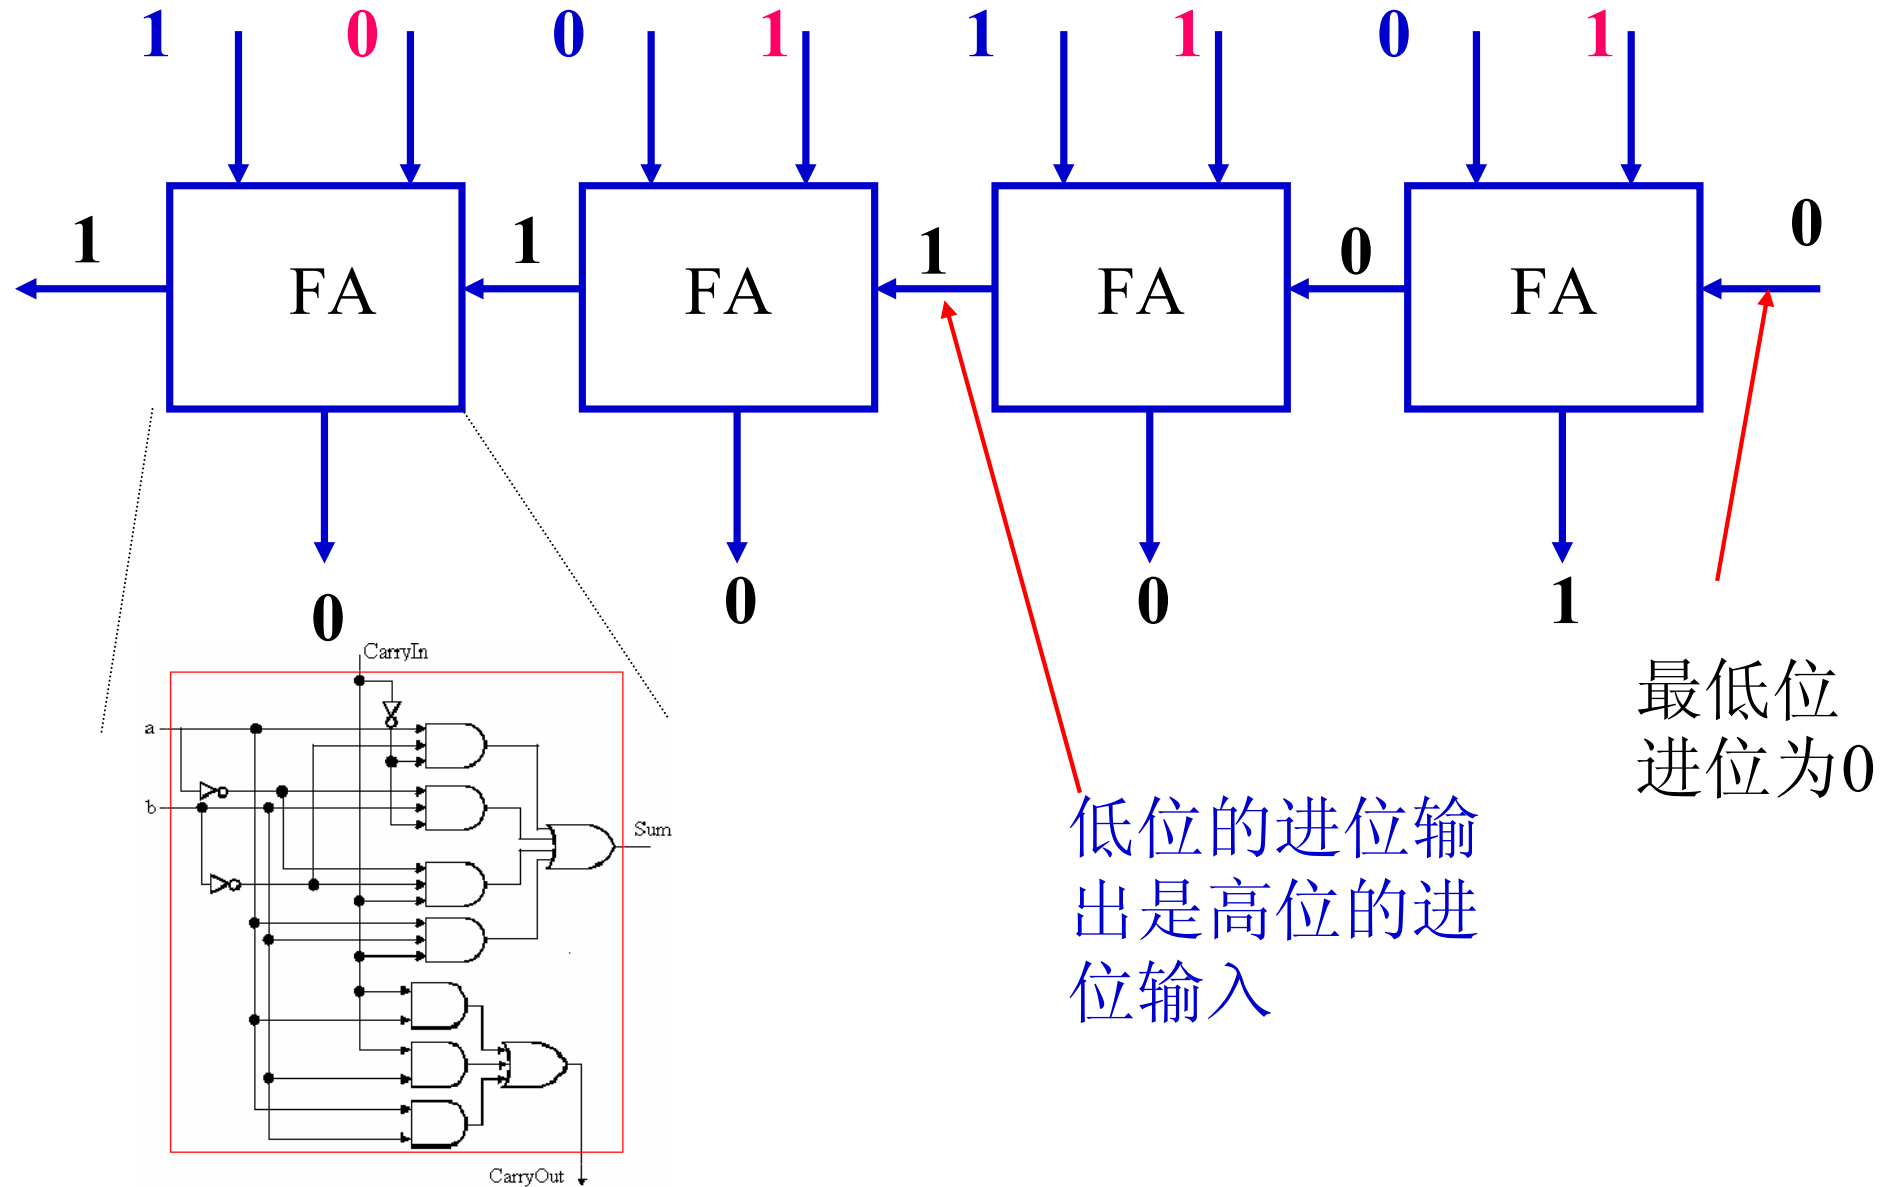 1 0 0 1 1 1 0 1
1 1 1 0 0
FA FA FA FA
0 0 0 1
CarryIn
a
b
Sum
CarryOut
低位的进位输
出是高位的进
位输入
最低位
进位为0